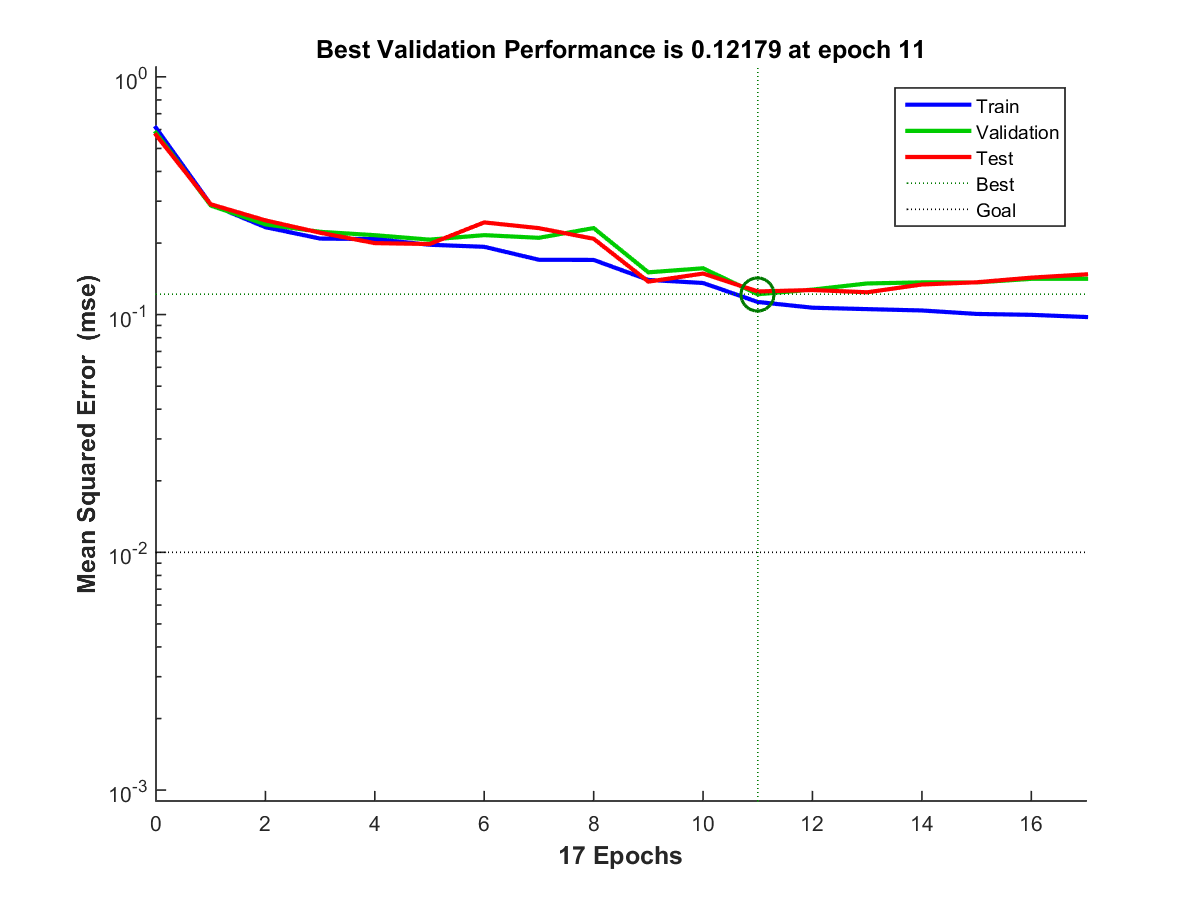 Best Validation Performance is 0.12179 at epoch 11
10^0
10^-1
10^-2
10^-3
Mean Squared Error (mse)
Train
Validation
Test
Best
Goal
0 2 4 6 8 10 12 14 16
17 Epochs